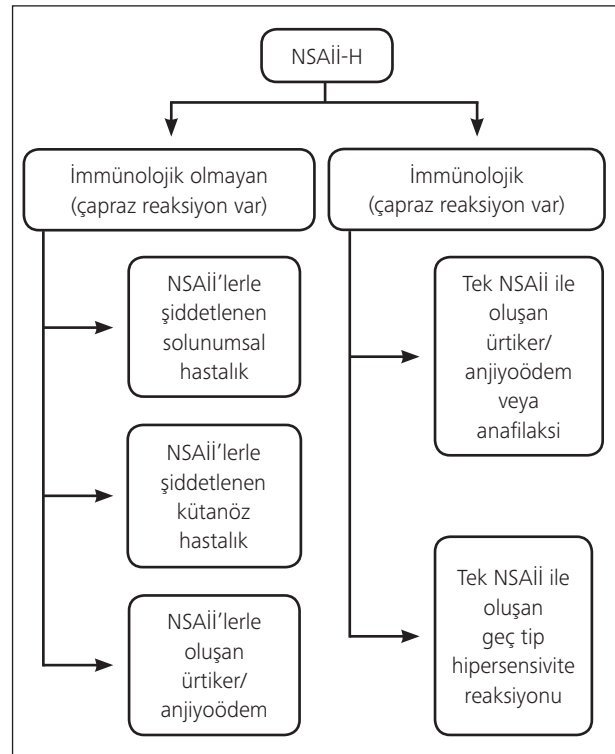 NSAİİ-H
İmmünolojik olmayan
(çapraz reaksiyon var)
NSAİİ'lerle
şiddetlenen
solunumsal
hastalık
NSAİİ'lerle
şiddetlenen
kütanöz
hastalık
NSAİİ'lerle
oluşan
ürtiker/
anjiyoödem
İmmünolojik
(çapraz reaksiyon var)
Tek NSAİİ ile
oluşan
ürtiker/
anjiyoödem
veya
anafilaksi
Tek NSAİİ ile
oluşan
geç tip
hipersensivite
reaksiyonu